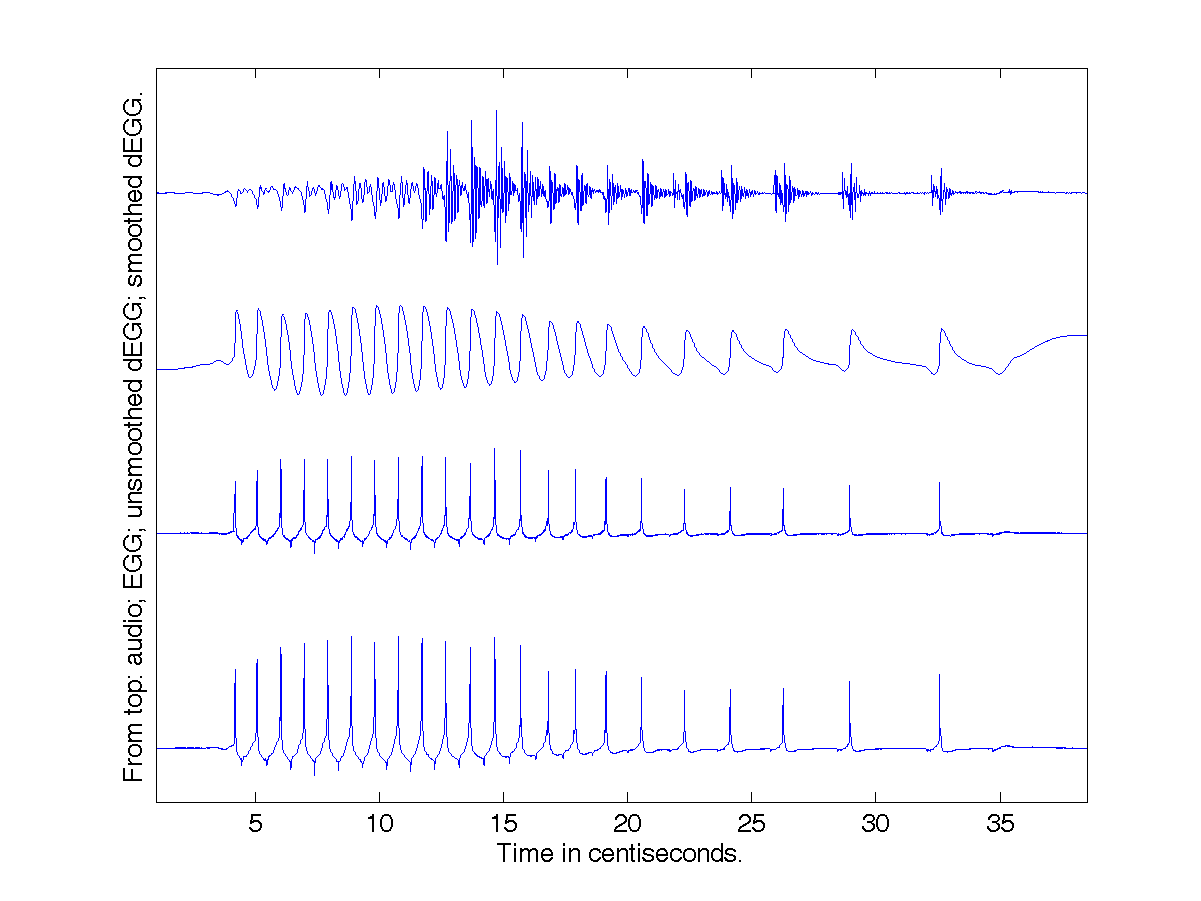 From top: audio; EGG; unsmoothed dEGG; smoothed dEGG.
5 10 15 20 25 30 35
Time in centiseconds.